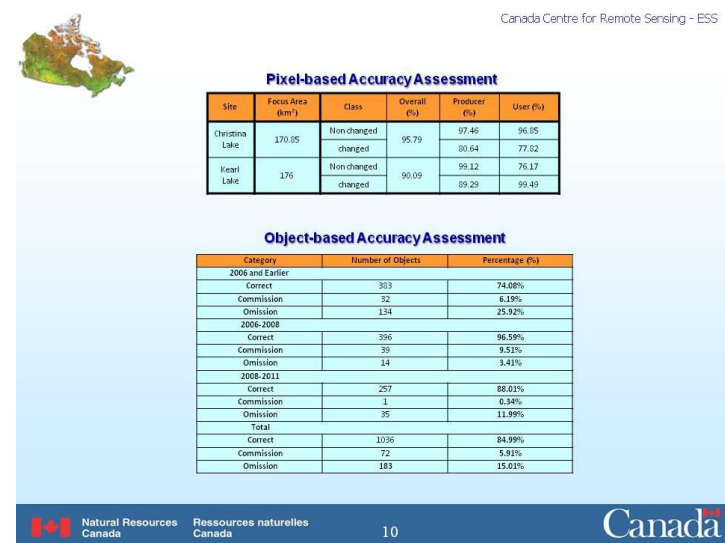 Canada Centre for Remote Sensing - ESS
Pixel-based Accuracy Assessment
Site Focus Area (km²) Class Overall (%) Producer (%) User (%)
Christina Lake 170.85 Non changed 95.79 97.46 96.85
changed 80.64 77.82
Kearl Lake 176 Non changed 90.09 99.12 76.17
changed 89.29 99.49
Object-based Accuracy Assessment
Category Number of Objects Percentage (%)
2006 and Earlier
Correct 383 74.08%
Commission 32 6.19%
Omission 134 25.92%
2006-2008
Correct 396 96.59%
Commission 39 9.51%
Omission 14 3.41%
2008-2011
Correct 257 88.01%
Commission 1 0.34%
Omission 35 11.99%
Total
Correct 1036 84.99%
Commission 72 5.91%
Omission 183 15.01%
Natural Resources Ressources naturelles
Canada Canada
10
Canada